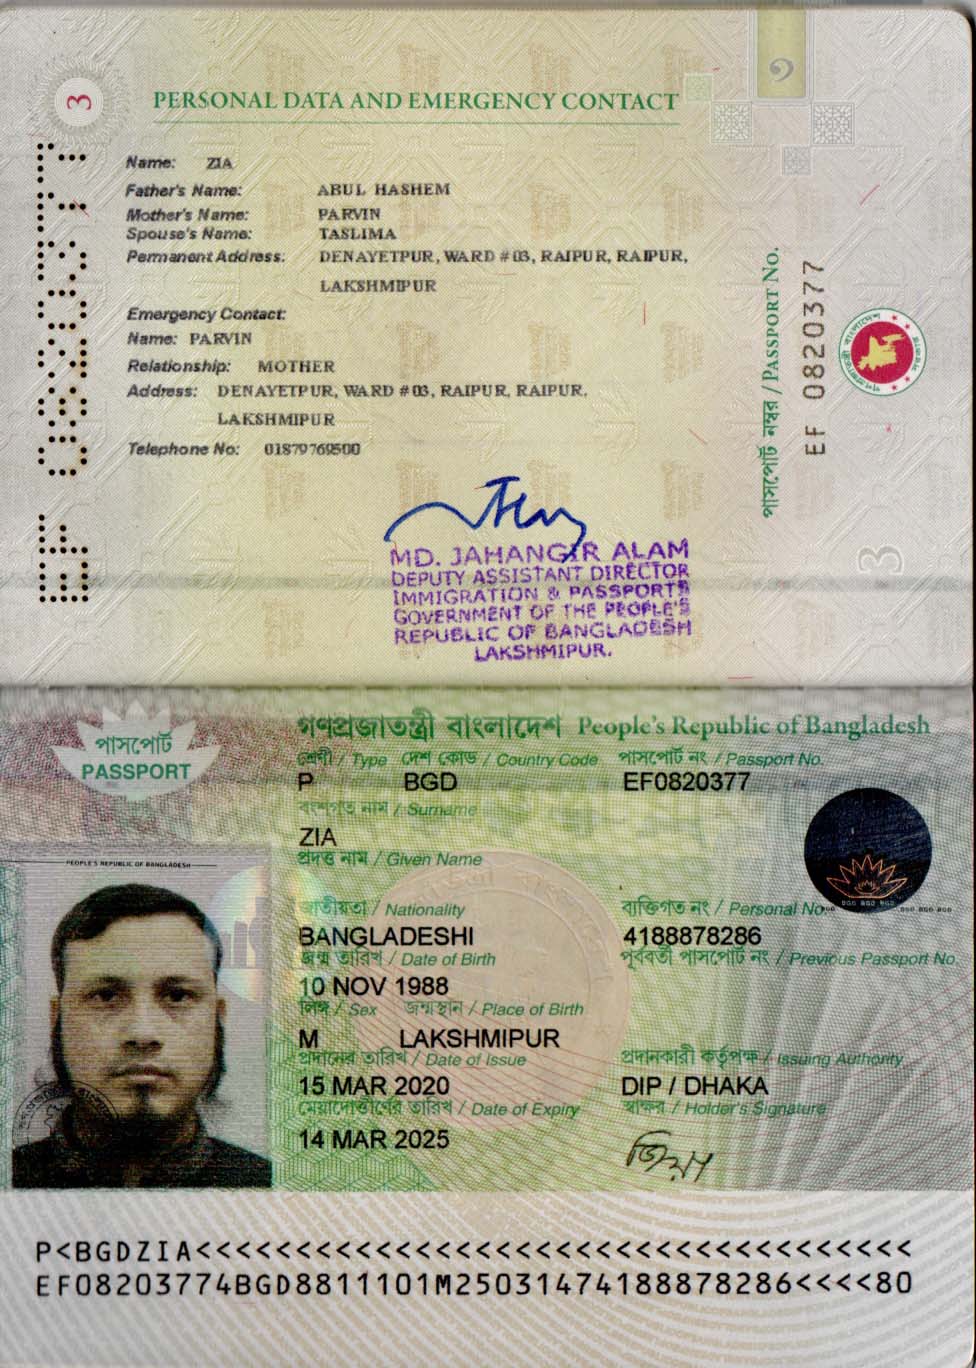 3
PERSONAL DATA AND EMERGENCY CONTACT
Name: ZIA
Father's Name: ABUL HASHEM
Mother's Name: PARVIN
Spouse's Name: TASLIMA
Permanent Address: DENAYETPUR, WARD # 03, RAIPUR, RAIPUR,
LAKSHMIPUR
Emergency Contact:
Name: PARVIN
Relationship: MOTHER
Address: DENAYETPUR, WARD # 03, RAIPUR, RAIPUR,
LAKSHMIPUR
Telephone No: 01879769500
EF 0820377
পাসপোর্ট নম্বর / PASSPORT No.
EF 0820377
MD. JAHANGIR ALAM
DEPUTY ASSISTANT DIRECTOR
IMMIGRATION & PASSPORTS
GOVERNMENT OF THE PEOPLE'S
REPUBLIC OF BANGLADESH
LAKSHMIPUR.
3
পাসপোর্ট
PASSPORT
গণপ্রজাতন্ত্রী বাংলাদেশ People's Republic of Bangladesh
শ্রেণী / Type দেশ কোড / Country Code পাসপোর্ট নং / Passport No.
P BGD EF0820377
বংশগত নাম / Surname
ZIA
প্রদত্ত নাম / Given Name
PEOPLE'S REPUBLIC OF BANGLADESH
জাতীয়তা / Nationality ব্যক্তিগত নং / Personal No.
BANGLADESHI 4188878286
জন্ম তারিখ / Date of Birth পূর্ববর্তী পাসপোর্ট নং / Previous Passport No.
10 NOV 1988
লিঙ্গ / Sex জন্মস্থান / Place of Birth
M LAKSHMIPUR
প্রদানের তারিখ / Date of Issue প্রদানকারী কর্তৃপক্ষ / Issuing Authority
15 MAR 2020 DIP / DHAKA
মেয়াদোত্তীর্ণের তারিখ / Date of Expiry স্বাক্ষর / Holder's Signature
14 MAR 2025 জিয়া
P<BGDZIA<<<<<<<<<<<<<<<<<<<<<<<<<<<<<<<<<<<<
EF08203774BGD8811101M25031474188878286<<<<80